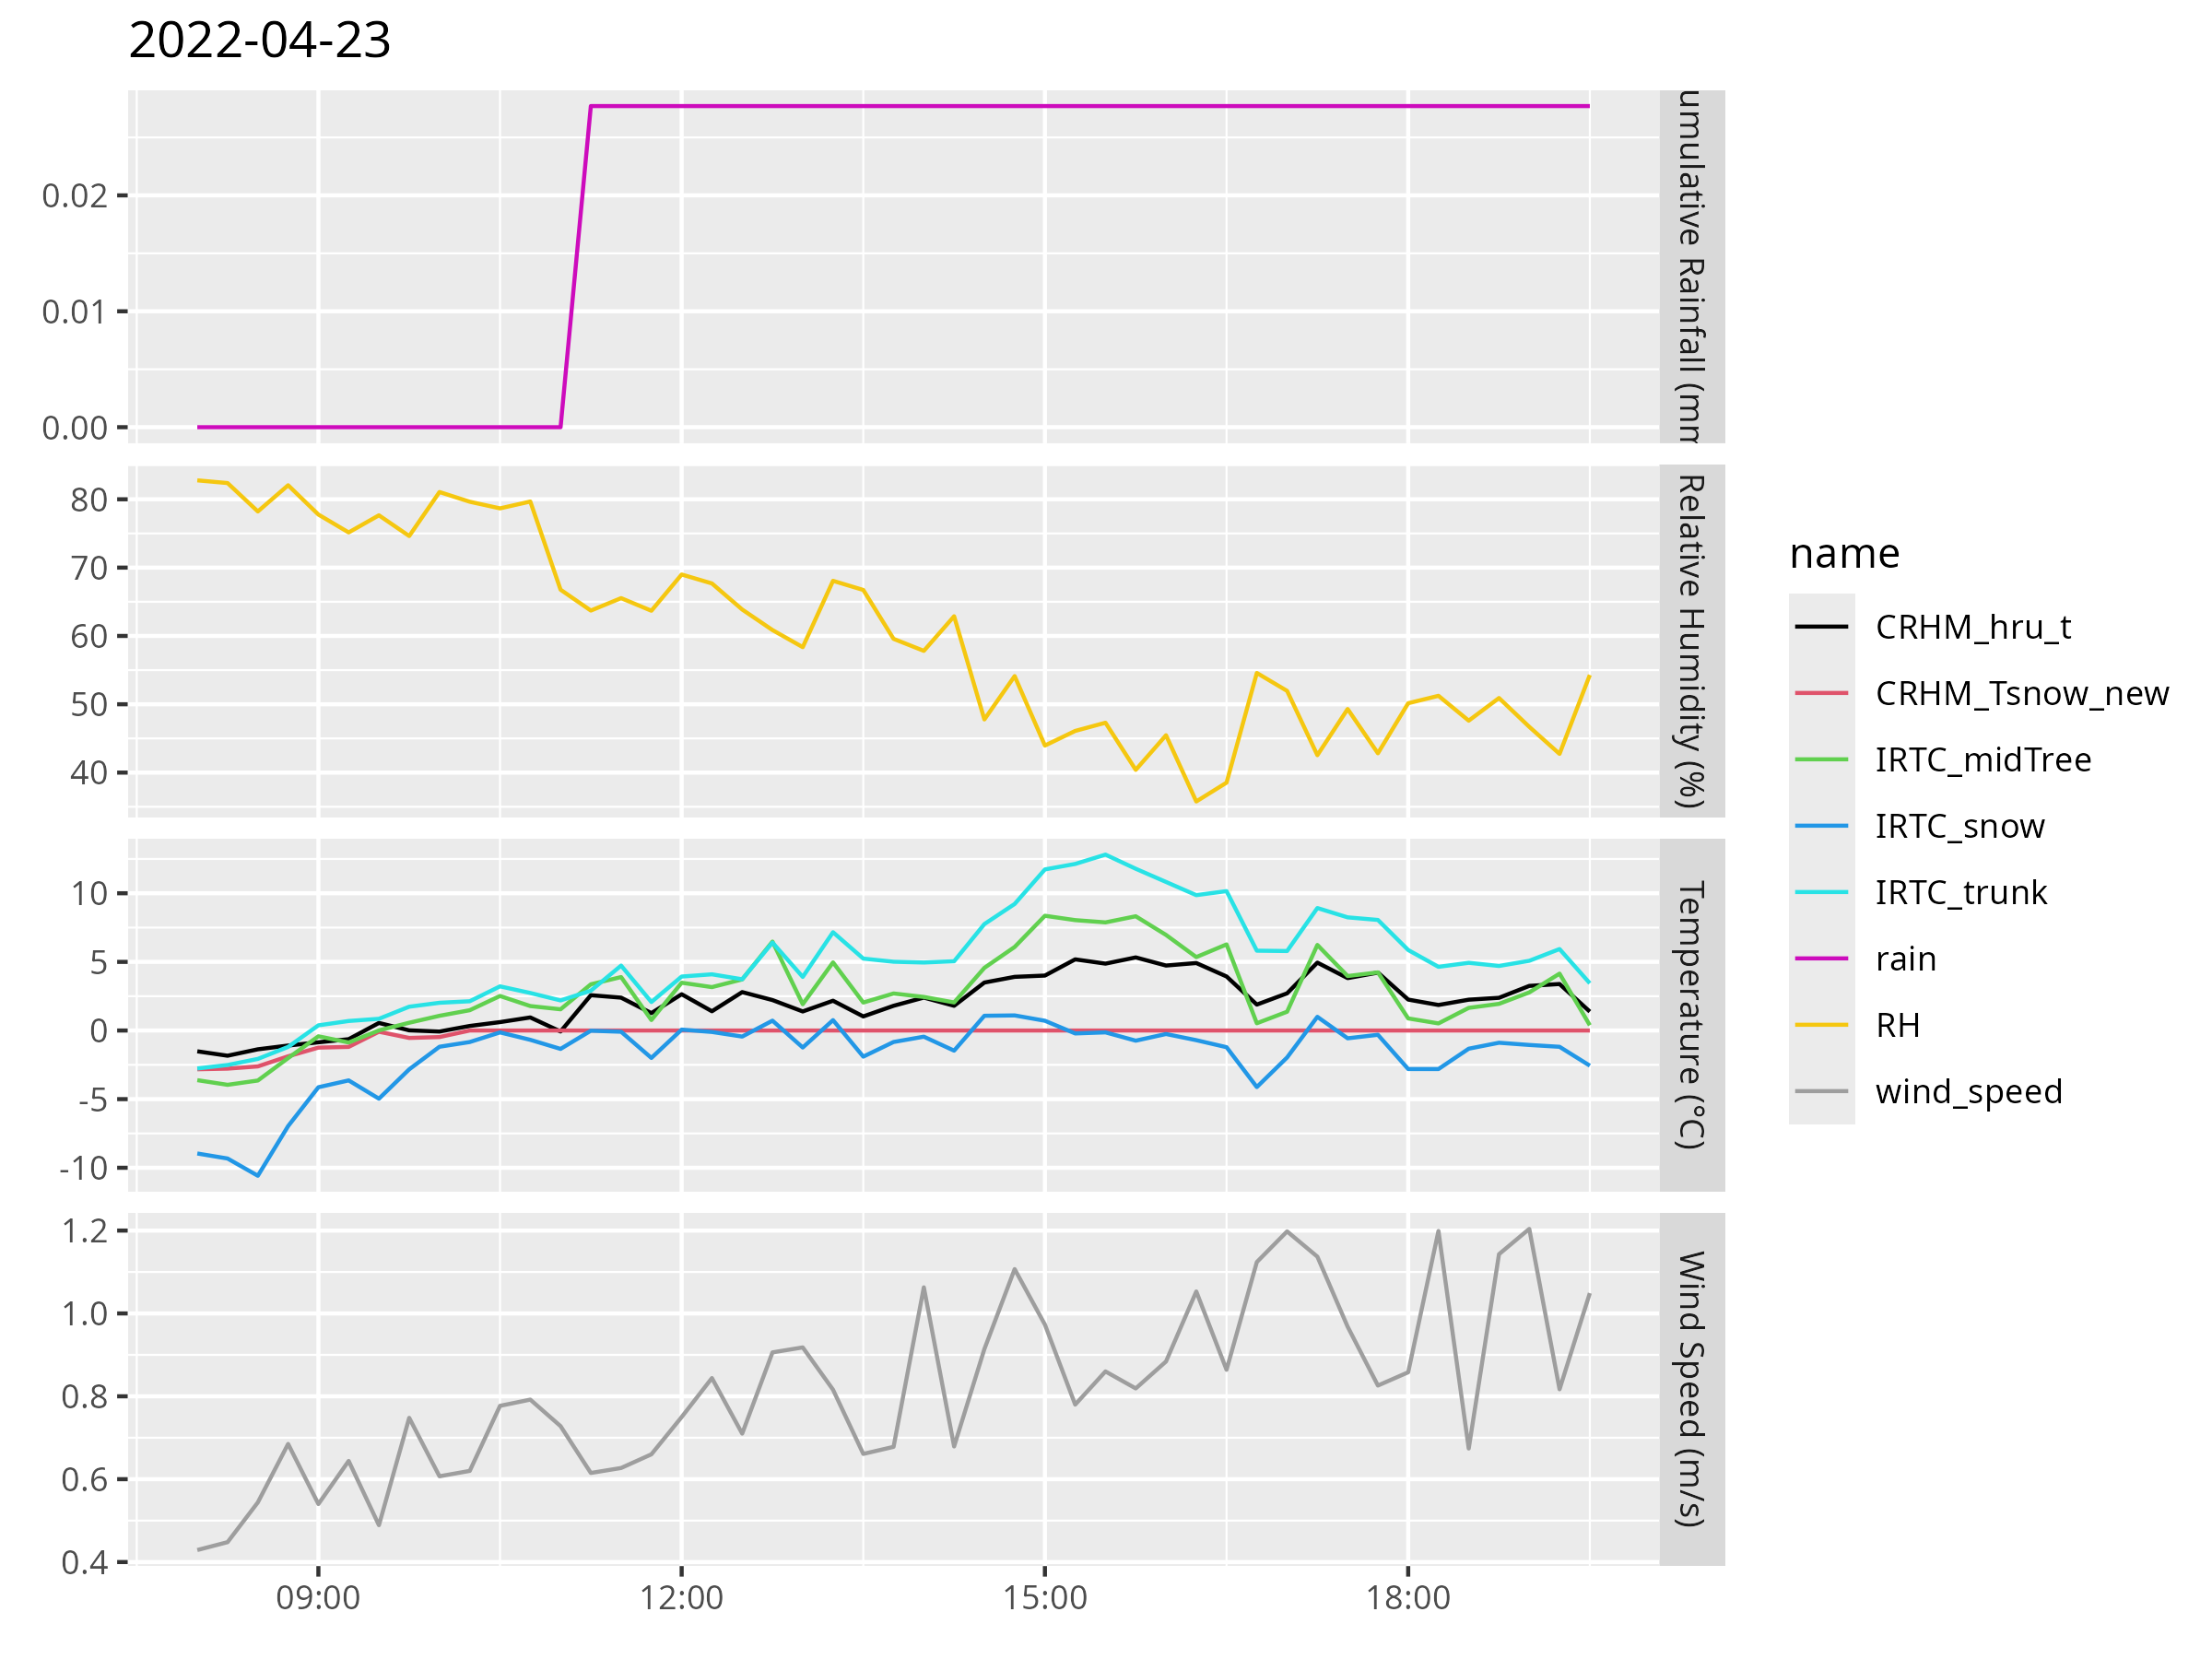 2022-04-23
0.02
0.01
0.00
umulative Rainfall (mm
80
70
60
50
40
Relative Humidity (%)
10
5
0
-5
-10
Temperature (°C)
1.2
1.0
0.8
0.6
0.4
Wind Speed (m/s)
09:00
12:00
15:00
18:00
name
CRHM_hru_t
CRHM_Tsnow_new
IRTC_midTree
IRTC_snow
IRTC_trunk
rain
RH
wind_speed